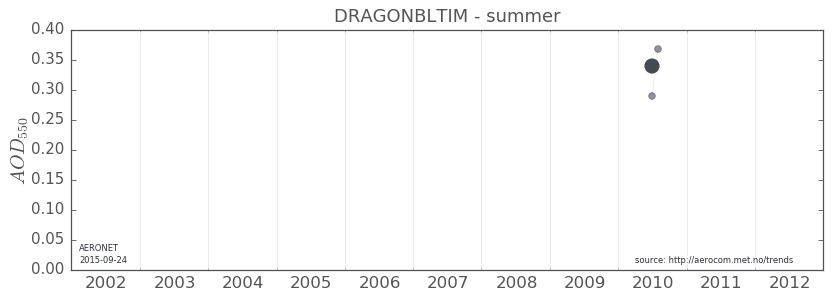 DRAGONBLTIM - summer
0.40
0.35
0.30
0.25
0.20
0.15
0.10
0.05
0.00
AOD550
AERONET
2015-09-24
source: http://aerocom.met.no/trends
2002 2003 2004 2005 2006 2007 2008 2009 2010 2011 2012